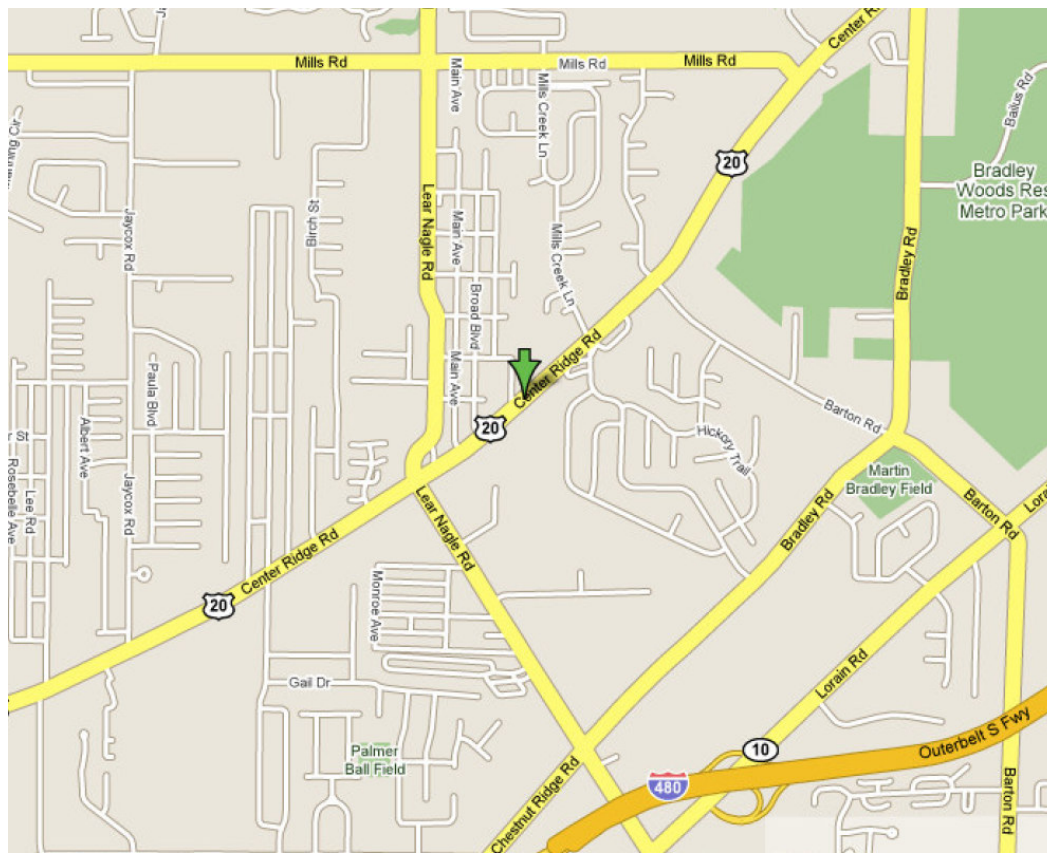 Center R
Mills Rd
Mills Rd
Mills Rd
Main Ave
Mills Creek Ln
Bailus Rd
20
Bradley
Woods Res
Metro Park
Birch St
Lear Nagle Rd
Jaycox Rd
Main Ave
Mills Creek Ln
Bradley Rd
Broad Blvd
Center Ridge Rd
Paula Blvd
Main Ave
Barton Rd
20
Albert Ave
St
Hickory Trail
Rosebelle Ave
Lee Rd
Jaycox Rd
Martin
Bradley Field
Lear Nagle Rd
Bradley Rd
Barton Rd
Lorain
Center Ridge Rd
20
Monroe Ave
Gail Dr
Lorain Rd
Palmer
Ball Field
10
Outerbelt S Fwy
480
Chestnut Ridge Rd
Barton Rd